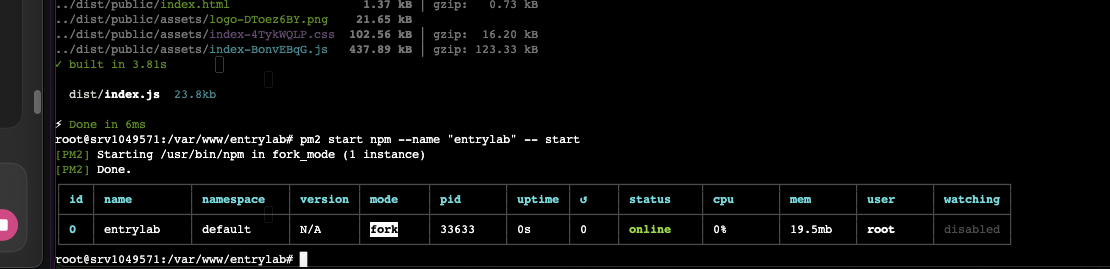 ../dist/public/index.html 1.37 kB │ gzip: 0.73 kB
../dist/public/assets/logo-DToez6BY.png 21.65 kB
../dist/public/assets/index-4TykWQLP.css 102.56 kB │ gzip: 16.20 kB
../dist/public/assets/index-BonvEBqG.js 437.89 kB │ gzip: 123.33 kB
✓ built in 3.81s
dist/index.js 23.8kb
⚡ Done in 6ms
root@srv1049571:/var/www/entrylab# pm2 start npm --name "entrylab" -- start
[PM2] Starting /usr/bin/npm in fork_mode (1 instance)
[PM2] Done.
id │ name │ namespace │ version │ mode │ pid │ uptime │ ↺ │ status │ cpu │ mem │ user │ watching
0 │ entrylab │ default │ N/A │ fork │ 33633 │ 0s │ 0 │ online │ 0% │ 19.5mb │ root │ disabled
root@srv1049571:/var/www/entrylab#